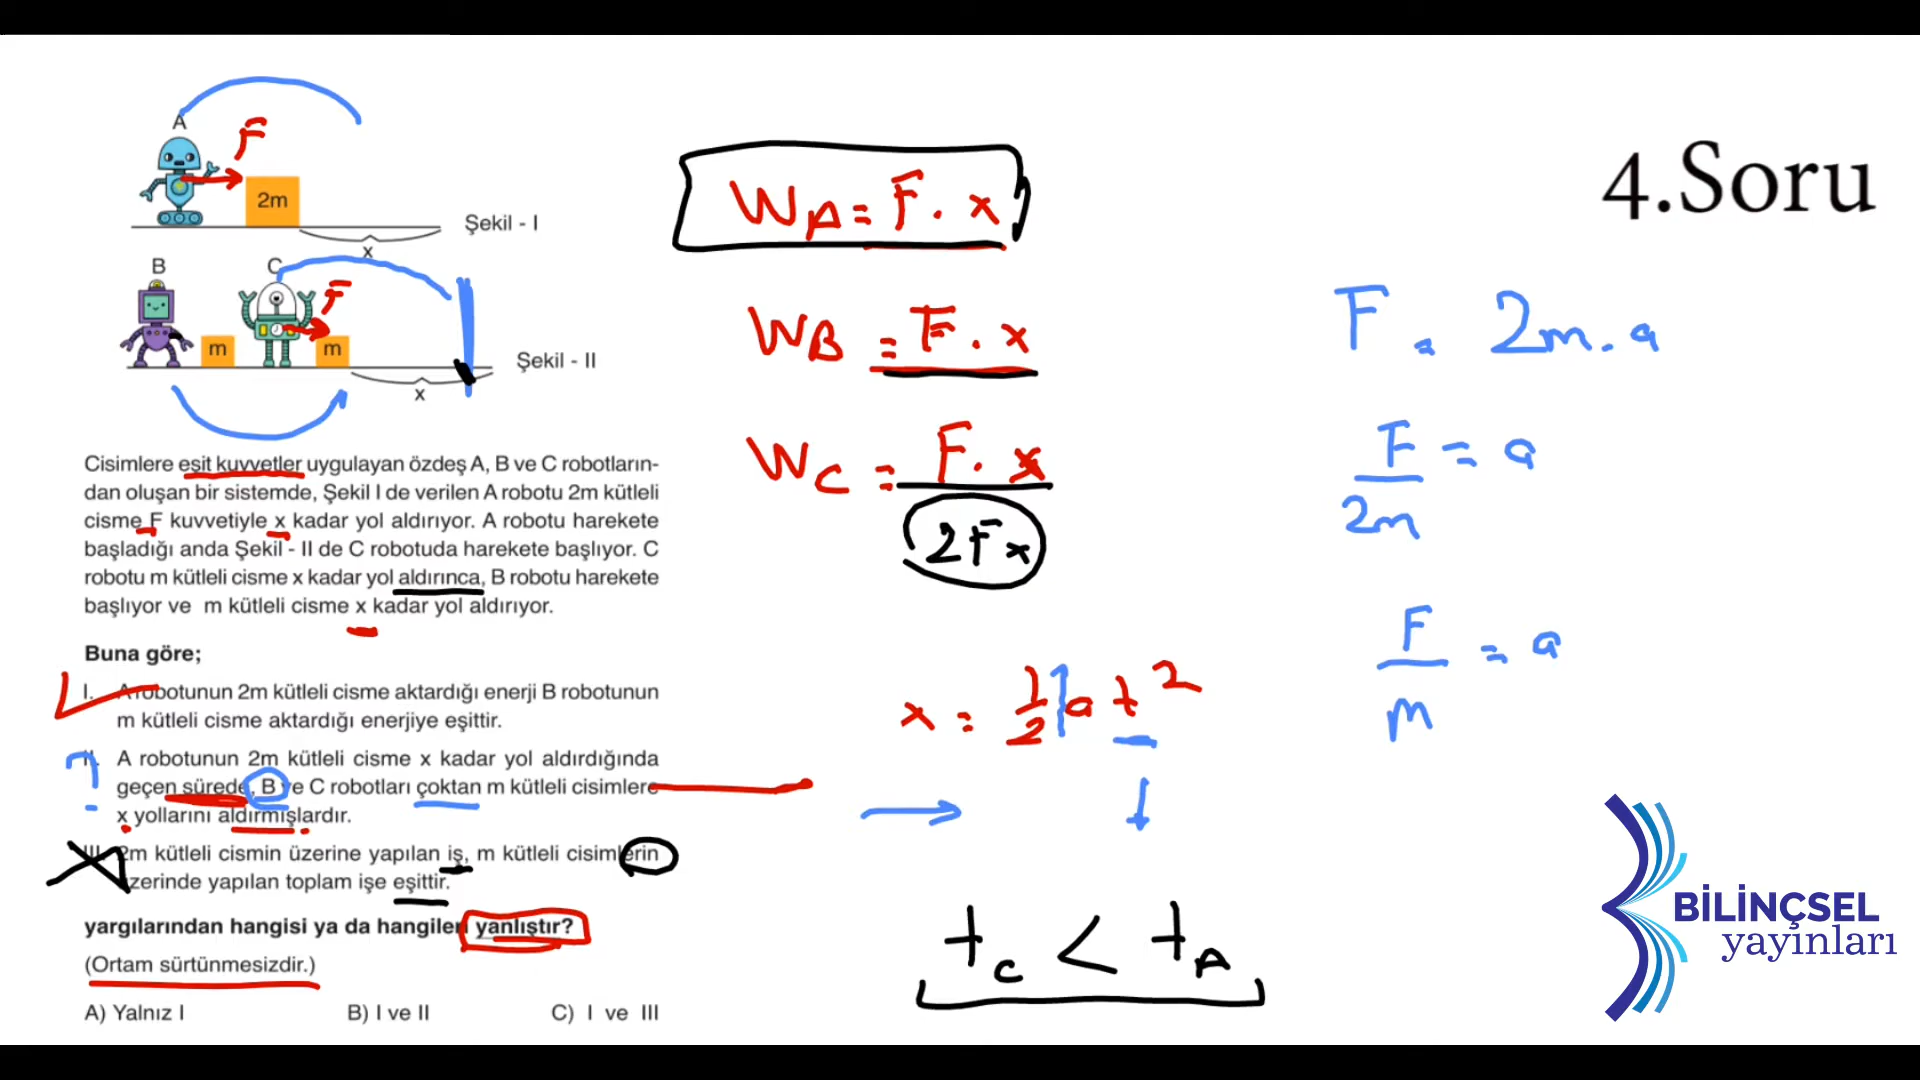 4.Soru
A
F
2m
Şekil - I
x
B
C
F
m
m
Şekil - II
x
Cisimlere eşit kuvvetler uygulayan özdeş A, B ve C robotların-
dan oluşan bir sistemde, Şekil I de verilen A robotu 2m kütleli
cisme F kuvvetiyle x kadar yol aldırıyor. A robotu harekete
başladığı anda Şekil - II de C robotuda harekete başlıyor. C
robotu m kütleli cisme x kadar yol aldırınca, B robotu harekete
başlıyor ve m kütleli cisme x kadar yol aldırıyor.
Buna göre;
I. A robotunun 2m kütleli cisme aktardığı enerji B robotunun
m kütleli cisme aktardığı enerjiye eşittir.
II. A robotunun 2m kütleli cisme x kadar yol aldırdığında
geçen sürede, B ve C robotları çoktan m kütleli cisimlere
x yollarını aldırmışlardır.
III. 2m kütleli cismin üzerine yapılan iş, m kütleli cisimlerin
üzerinde yapılan toplam işe eşittir.
yargılarından hangisi ya da hangileri yanlıştır?
(Ortam sürtünmesizdir.)
A) Yalnız I B) I ve II C) I ve III
?
WA = F . x
WB = F . x
WC = F . x
2Fx
x = 1/2 a t²
tC < tA
F = 2m . a
F/2m = a
F/m = a
BİLİNÇSEL
yayınları